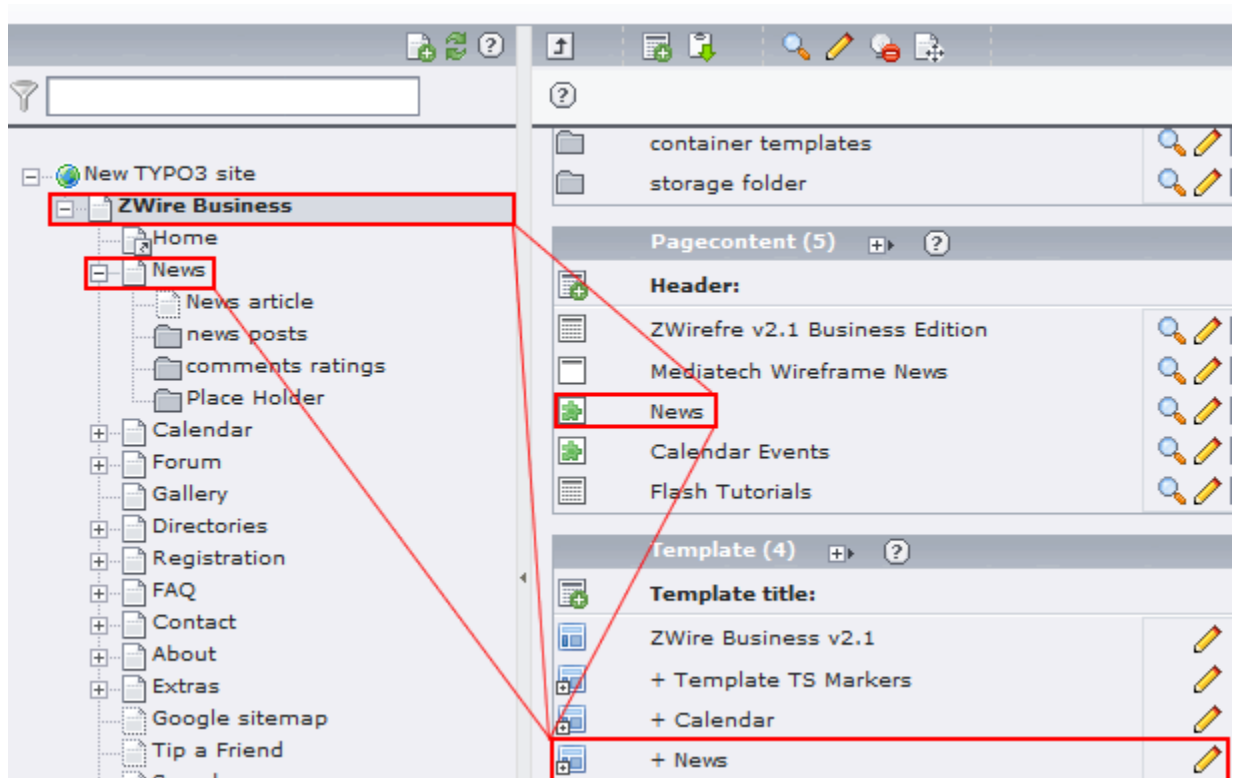 New TYPO3 site
ZWire Business
Home
News
News article
news posts
comments ratings
Place Holder
Calendar
Forum
Gallery
Directories
Registration
FAQ
Contact
About
Extras
Google sitemap
Tip a Friend
container templates
storage folder
Pagecontent (5)
Header:
ZWirefre v2.1 Business Edition
Mediatech Wireframe News
News
Calendar Events
Flash Tutorials
Template (4)
Template title:
ZWire Business v2.1
+ Template TS Markers
+ Calendar
+ News